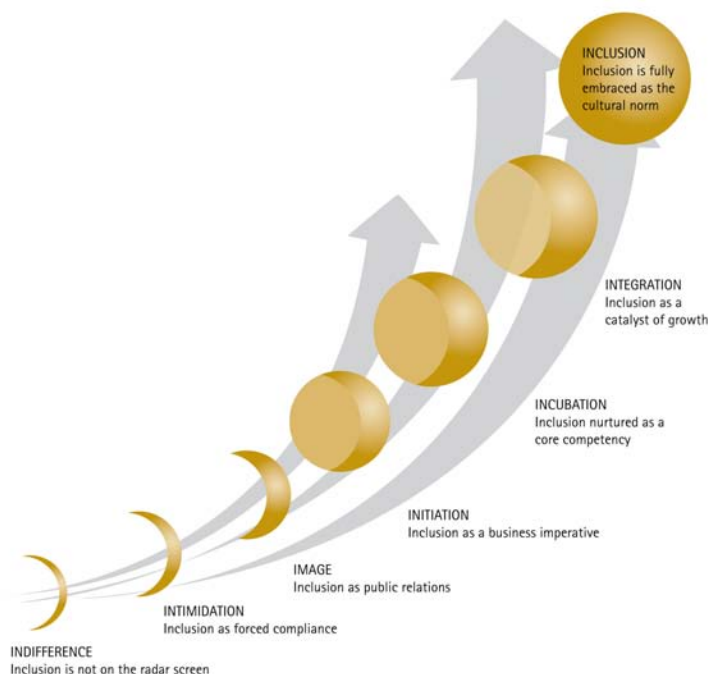 INCLUSION
Inclusion is fully
embraced as the
cultural norm
INTEGRATION
Inclusion as a
catalyst of growth
INCUBATION
Inclusion nurtured as a
core competency
INITIATION
Inclusion as a business imperative
IMAGE
Inclusion as public relations
INTIMIDATION
Inclusion as forced compliance
INDIFFERENCE
Inclusion is not on the radar screen